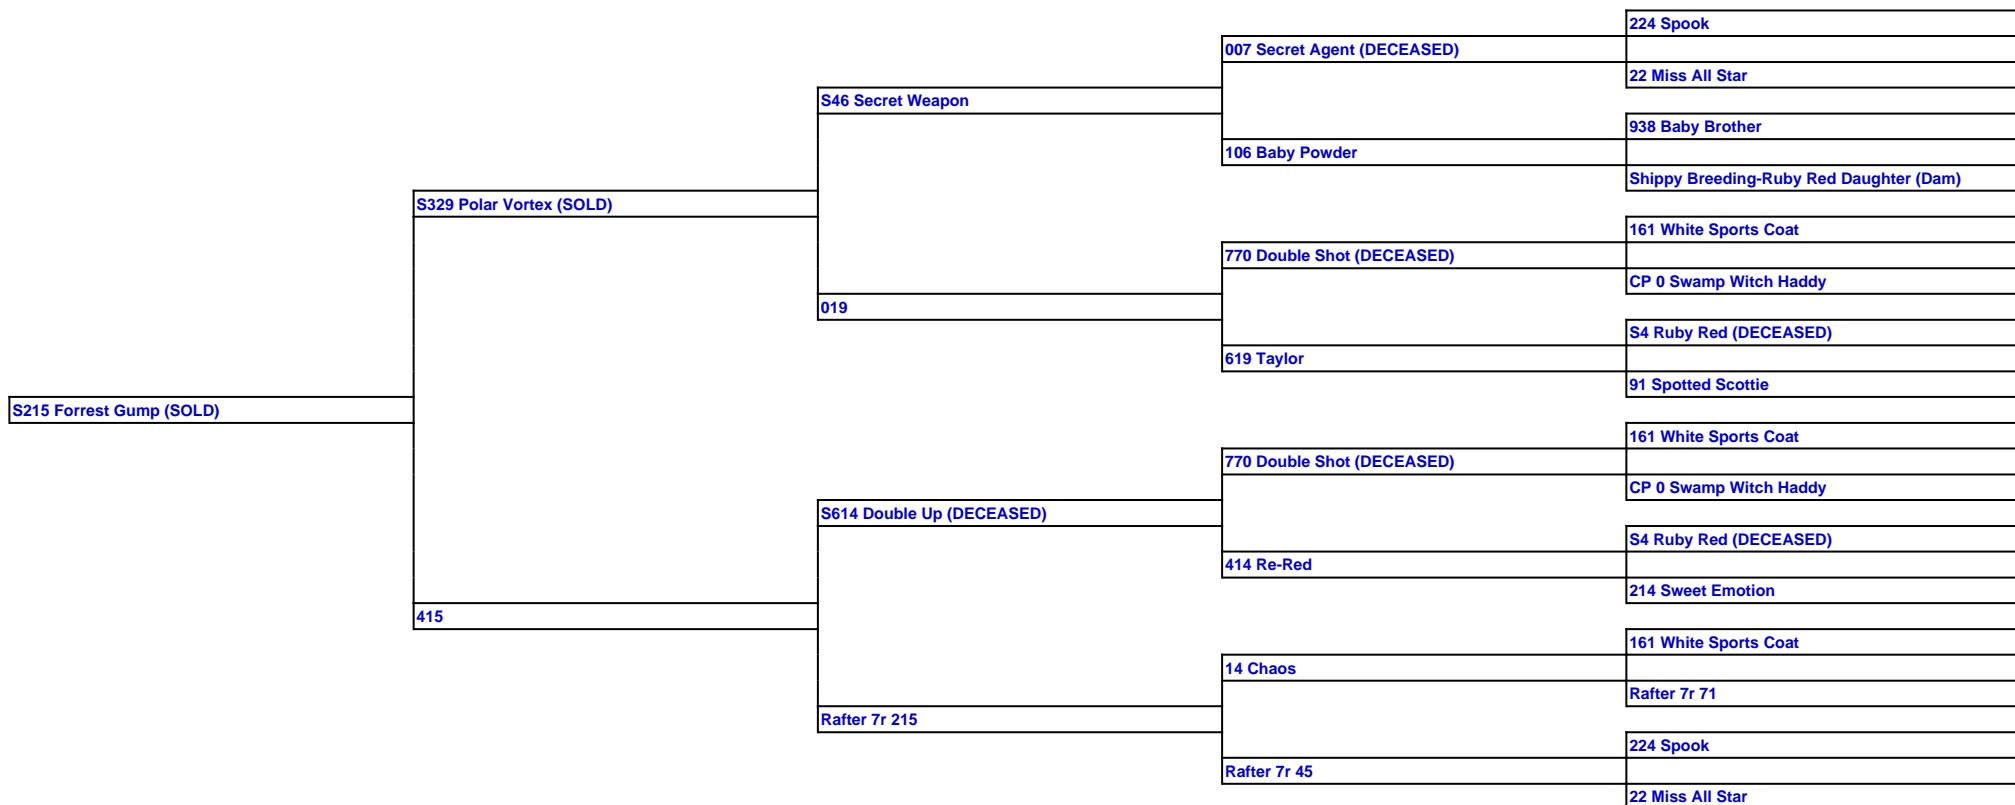 224 Spook
007 Secret Agent (DECEASED)
22 Miss All Star
S46 Secret Weapon
938 Baby Brother
106 Baby Powder
Shippy Breeding-Ruby Red Daughter (Dam)
S329 Polar Vortex (SOLD)
161 White Sports Coat
770 Double Shot (DECEASED)
CP 0 Swamp Witch Haddy
019
S4 Ruby Red (DECEASED)
619 Taylor
91 Spotted Scottie
S215 Forrest Gump (SOLD)
161 White Sports Coat
770 Double Shot (DECEASED)
CP 0 Swamp Witch Haddy
S614 Double Up (DECEASED)
S4 Ruby Red (DECEASED)
414 Re-Red
214 Sweet Emotion
415
161 White Sports Coat
14 Chaos
Rafter 7r 71
Rafter 7r 215
224 Spook
Rafter 7r 45
22 Miss All Star